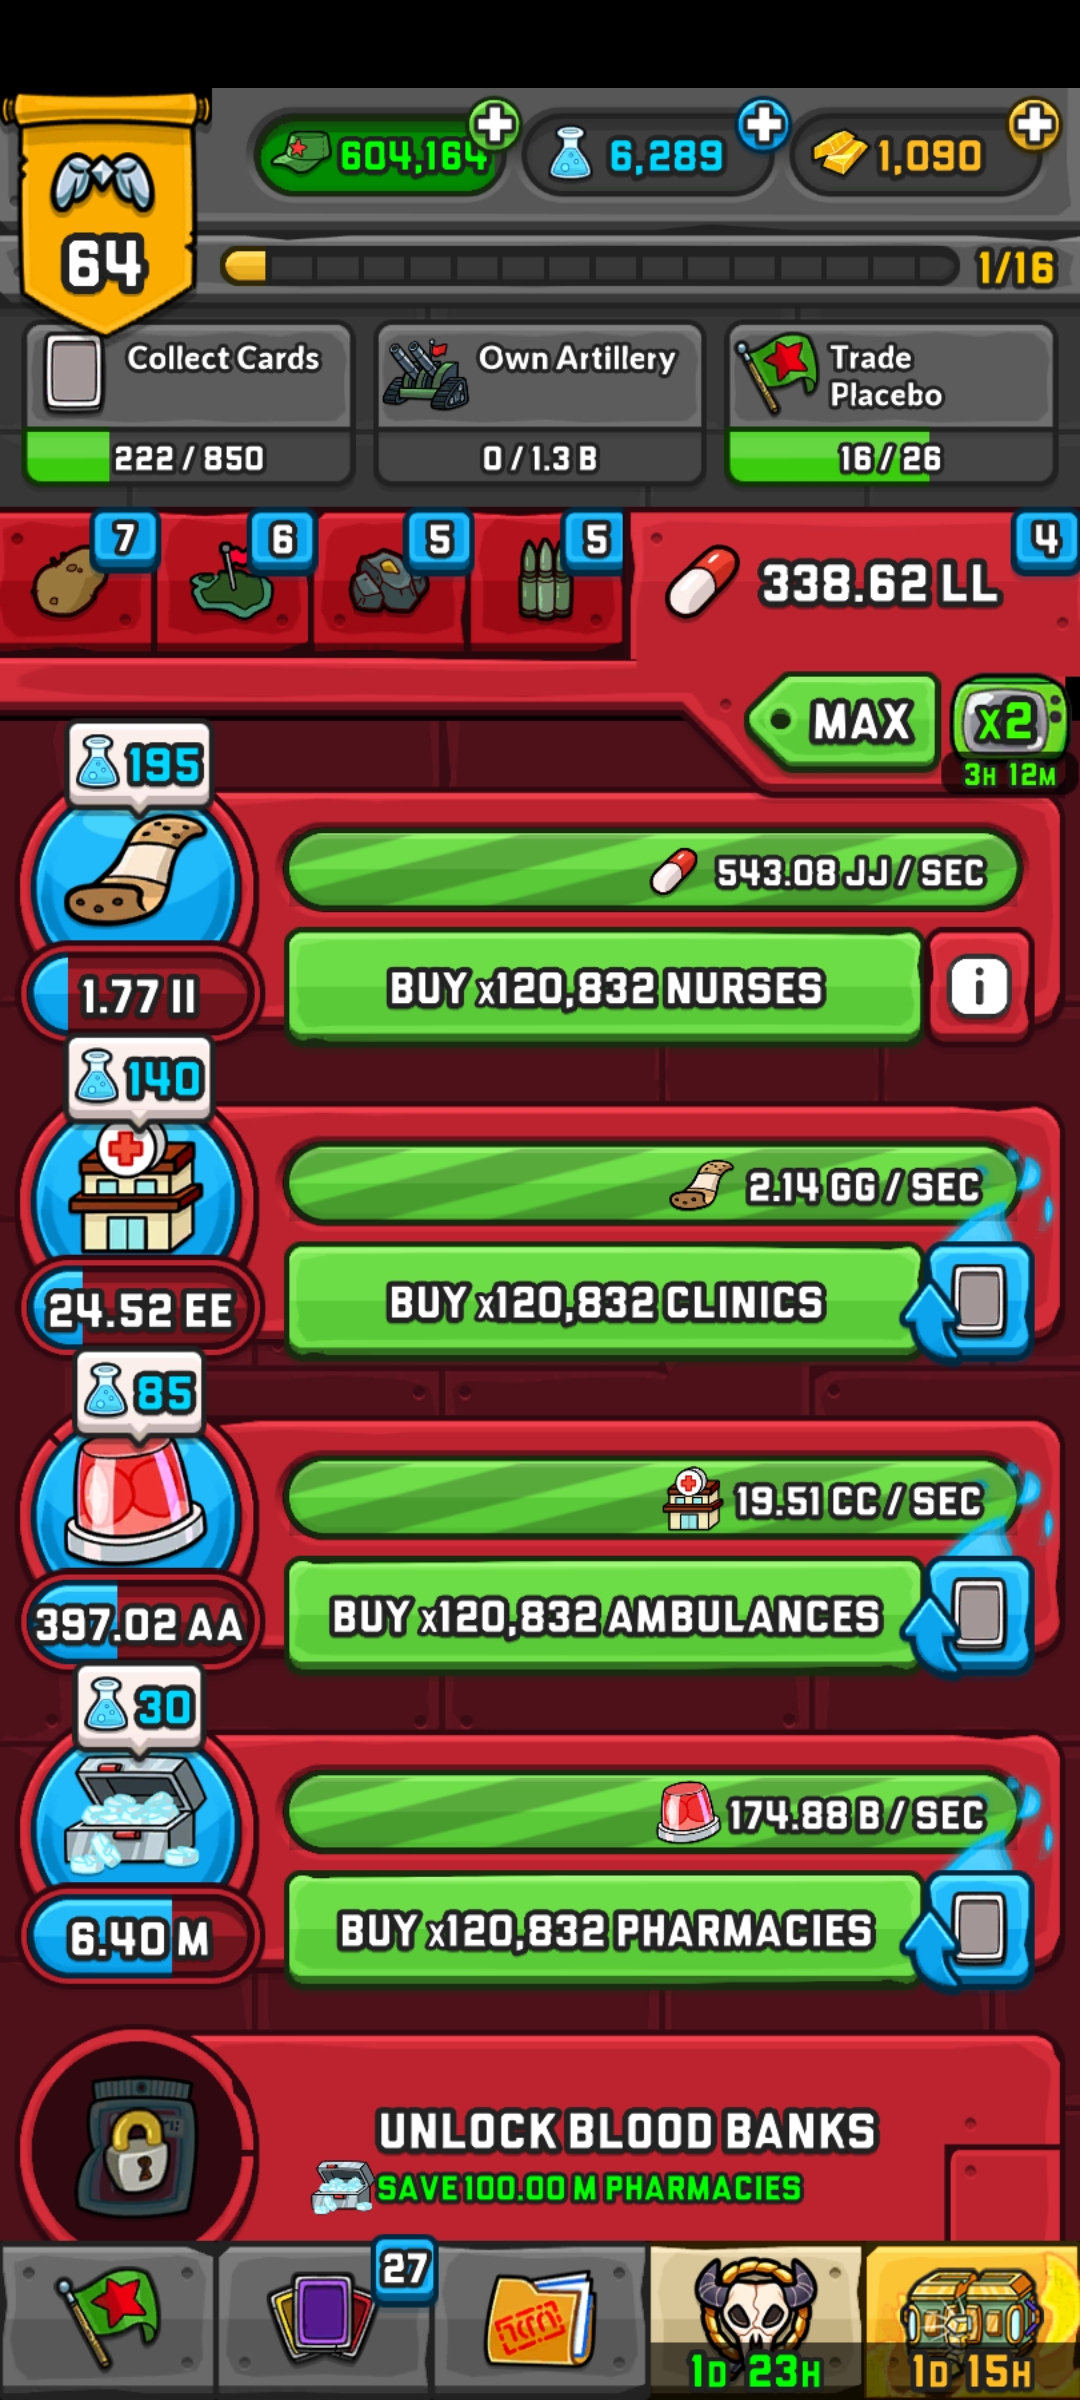 64
604,164
6,289
1,090
1/16
Collect Cards
222 / 850
Own Artillery
0 / 1.3 B
Trade
Placebo
16 / 26
7
6
5
5
4
338.62 LL
MAX
x2
3H 12M
195
543.08 JJ / SEC
1.77 II
BUY x120,832 NURSES
i
140
2.14 GG / SEC
24.52 EE
BUY x120,832 CLINICS
85
19.51 CC / SEC
397.02 AA
BUY x120,832 AMBULANCES
30
174.88 B / SEC
6.40 M
BUY x120,832 PHARMACIES
UNLOCK BLOOD BANKS
SAVE 100.00 M PHARMACIES
27
1D 23H
1D 15H